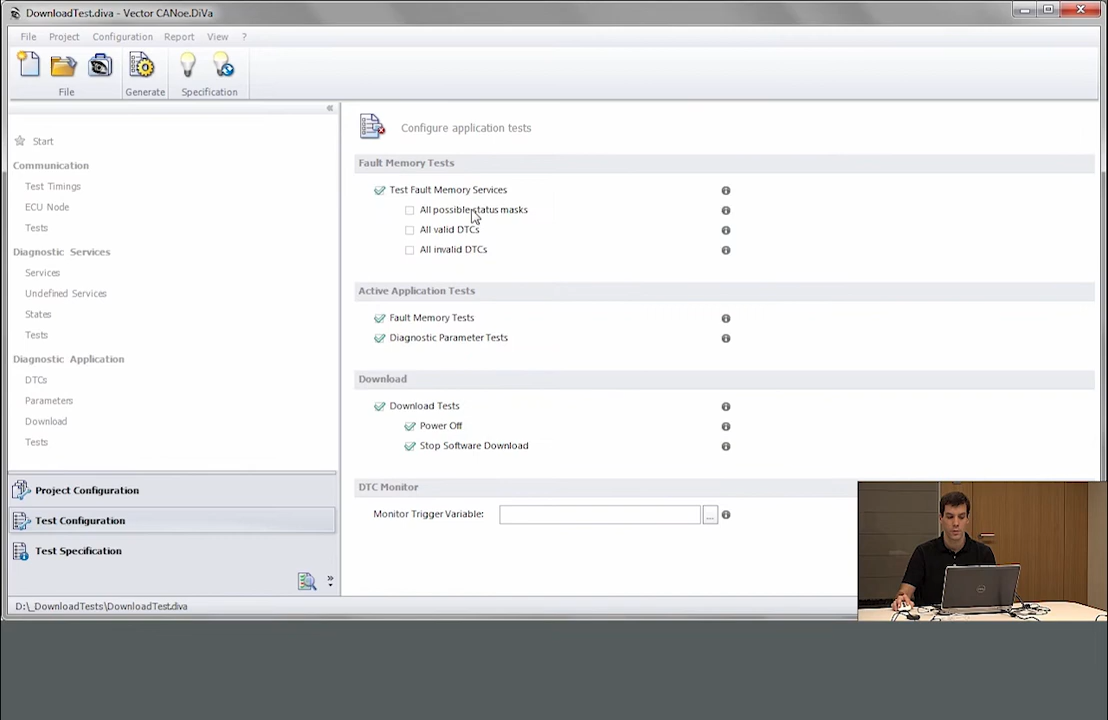 DownloadTest.diva - Vector CANoe.DiVa
File Project Configuration Report View ?
File Generate Specification
«
Start
Communication
Test Timings
ECU Node
Tests
Diagnostic Services
Services
Undefined Services
States
Tests
Diagnostic Application
DTCs
Parameters
Download
Tests
Project Configuration
Test Configuration
Test Specification
»
D:\_DownloadTests\DownloadTest.diva
Configure application tests
Fault Memory Tests
Test Fault Memory Services
All possible status masks
All valid DTCs
All invalid DTCs
Active Application Tests
Fault Memory Tests
Diagnostic Parameter Tests
Download
Download Tests
Power Off
Stop Software Download
DTC Monitor
Monitor Trigger Variable: ...